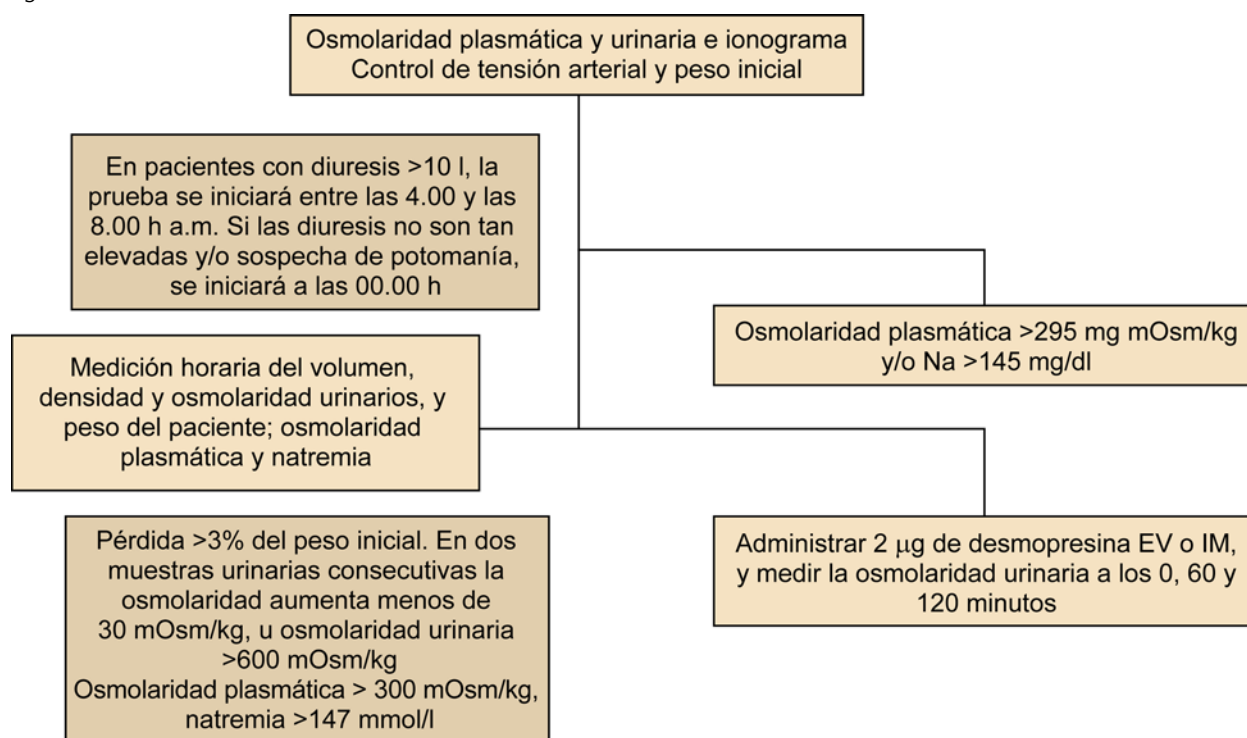 Osmolaridad plasmática y urinaria e ionograma
Control de tensión arterial y peso inicial
En pacientes con diuresis >10 l, la
prueba se iniciará entre las 4.00 y las
8.00 h a.m. Si las diuresis no son tan
elevadas y/o sospecha de potomanía,
se iniciará a las 00.00 h
Osmolaridad plasmática >295 mg mOsm/kg
y/o Na >145 mg/dl
Medición horaria del volumen,
densidad y osmolaridad urinarios, y
peso del paciente; osmolaridad
plasmática y natremia
Pérdida >3% del peso inicial. En dos
muestras urinarias consecutivas la
osmolaridad aumenta menos de
30 mOsm/kg, u osmolaridad urinaria
>600 mOsm/kg
Osmolaridad plasmática > 300 mOsm/kg,
natremia >147 mmol/l
Administrar 2 μg de desmopresina EV o IM,
y medir la osmolaridad urinaria a los 0, 60 y
120 minutos